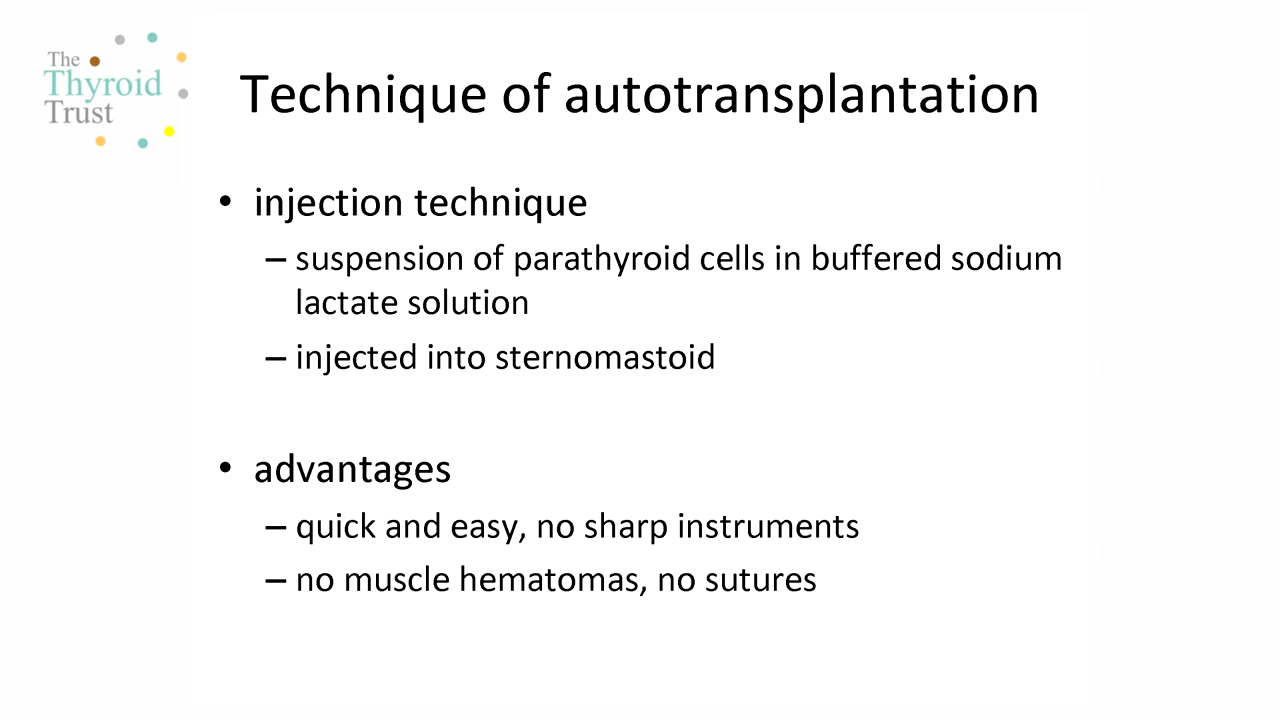 The
Thyroid
Trust
Technique of autotransplantation
• injection technique
– suspension of parathyroid cells in buffered sodium
lactate solution
– injected into sternomastoid
• advantages
– quick and easy, no sharp instruments
– no muscle hematomas, no sutures